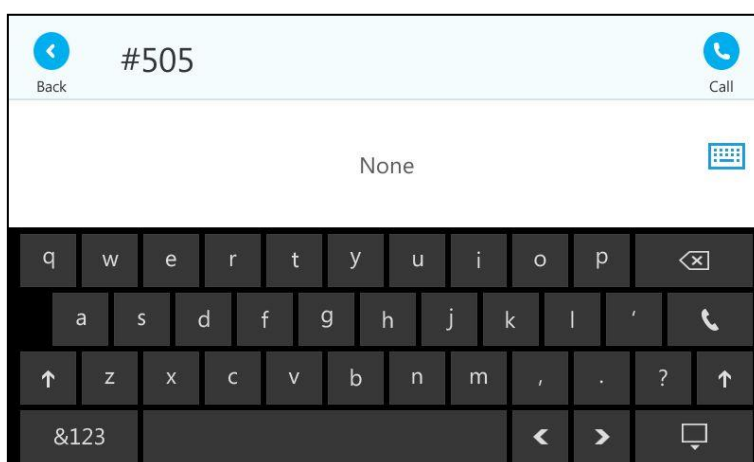 #505
Back
Call
None
q w e r t y u i o p
a s d f g h j k l ‘
z x c v b n m , . ?
&123